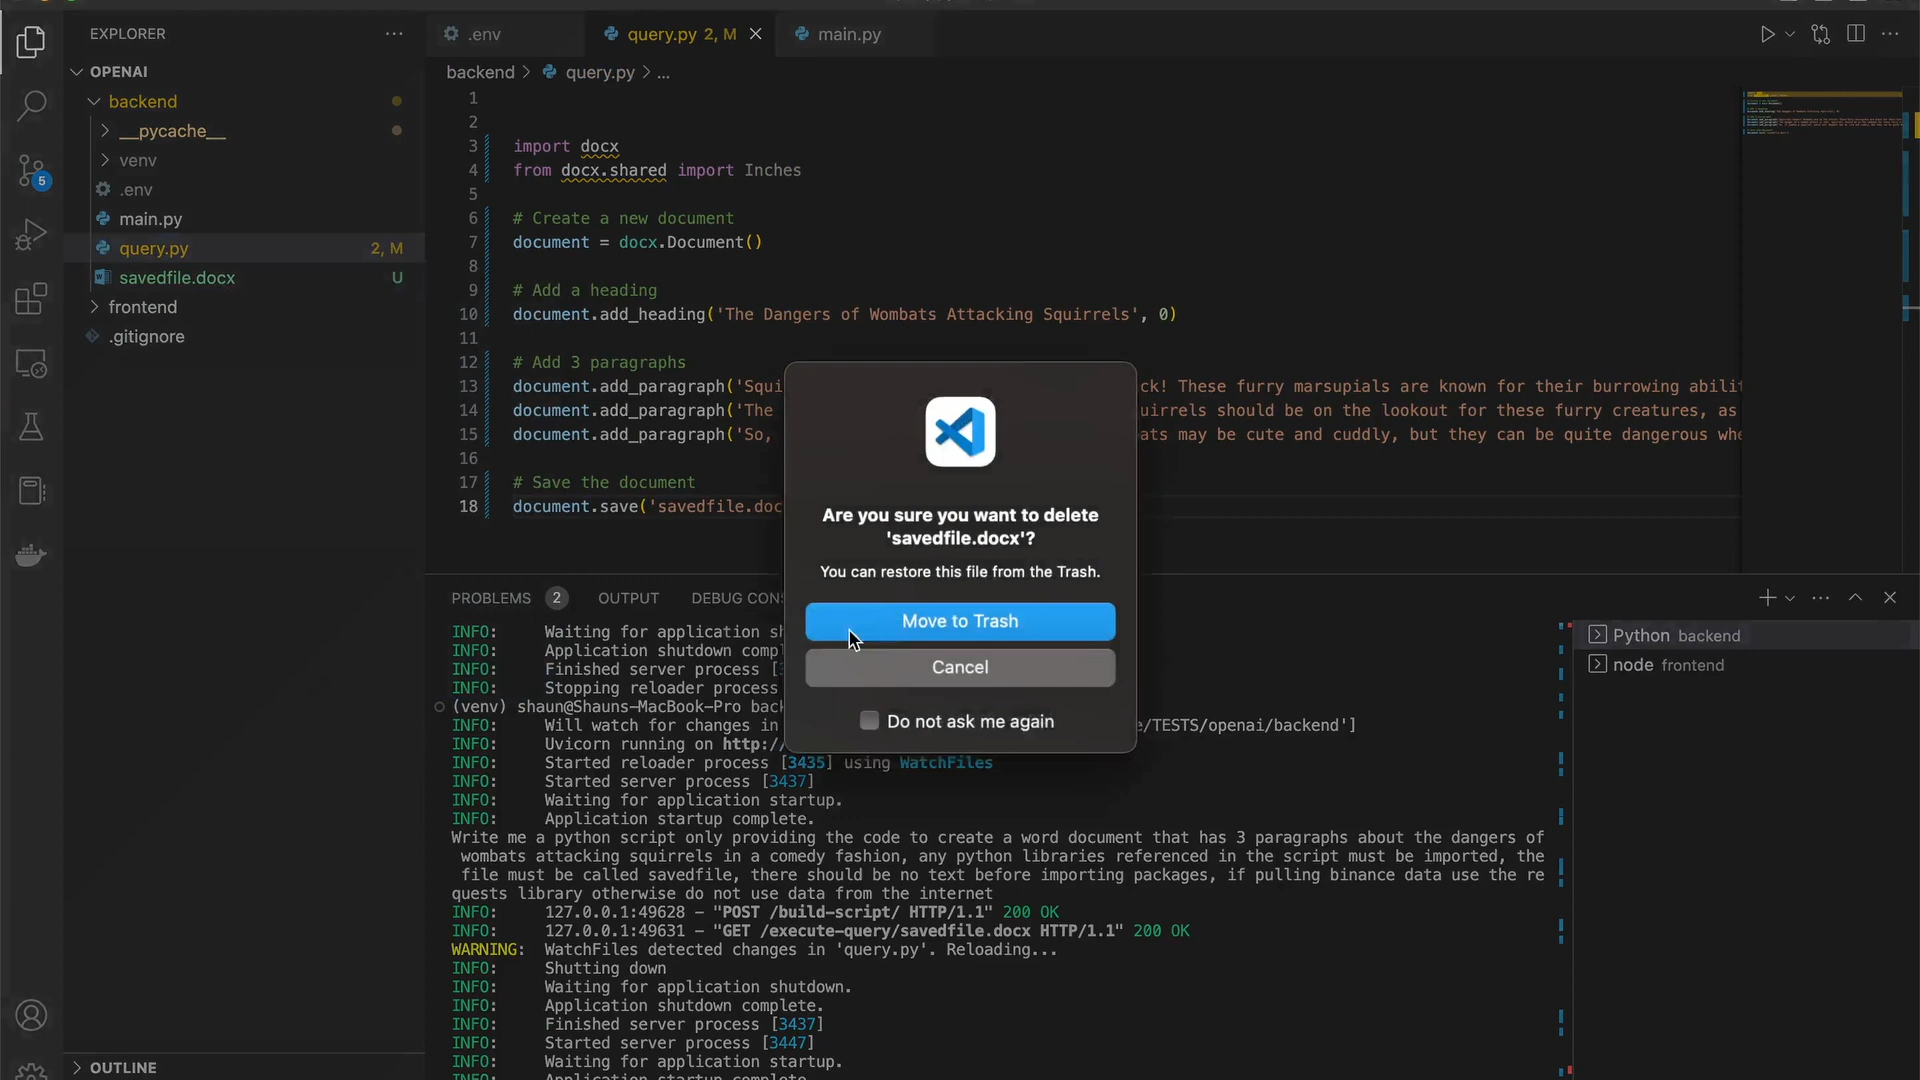 EXPLORER
OPENAI
backend
__pycache__
venv
.env
main.py
query.py 2, M
savedfile.docx U
frontend
.gitignore
5
OUTLINE
.env
query.py 2, M
main.py
backend > query.py > ...
1
2
3 import docx
4 from docx.shared import Inches
5
6 # Create a new document
7 document = docx.Document()
8
9 # Add a heading
10 document.add_heading('The Dangers of Wombats Attacking Squirrels', 0)
11
12 # Add 3 paragraphs
13 document.add_paragraph('Squi ck! These furry marsupials are known for their burrowing abilit
14 document.add_paragraph('The uirrels should be on the lookout for these furry creatures, as
15 document.add_paragraph('So, ats may be cute and cuddly, but they can be quite dangerous whe
16
17 # Save the document
18 document.save('savedfile.doc
Are you sure you want to delete
'savedfile.docx'?
You can restore this file from the Trash.
Move to Trash
Cancel
Do not ask me again
PROBLEMS 2 OUTPUT DEBUG CON
INFO: Waiting for application sh
INFO: Application shutdown compl
INFO: Finished server process [
INFO: Stopping reloader process
(venv) shaun@Shauns-MacBook-Pro back
INFO: Will watch for changes in e/TESTS/openai/backend']
INFO: Uvicorn running on http:/
INFO: Started reloader process [3435] using WatchFiles
INFO: Started server process [3437]
INFO: Waiting for application startup.
INFO: Application startup complete.
Write me a python script only providing the code to create a word document that has 3 paragraphs about the dangers of
wombats attacking squirrels in a comedy fashion, any python libraries referenced in the script must be imported, the
file must be called savedfile, there should be no text before importing packages, if pulling binance data use the re
quests library otherwise do not use data from the internet
INFO: 127.0.0.1:49628 - "POST /build-script/ HTTP/1.1" 200 OK
INFO: 127.0.0.1:49631 - "GET /execute-query/savedfile.docx HTTP/1.1" 200 OK
WARNING: WatchFiles detected changes in 'query.py'. Reloading...
INFO: Shutting down
INFO: Waiting for application shutdown.
INFO: Application shutdown complete.
INFO: Finished server process [3437]
INFO: Started server process [3447]
INFO: Waiting for application startup.
INFO: Application startup complete.
Python backend
node frontend